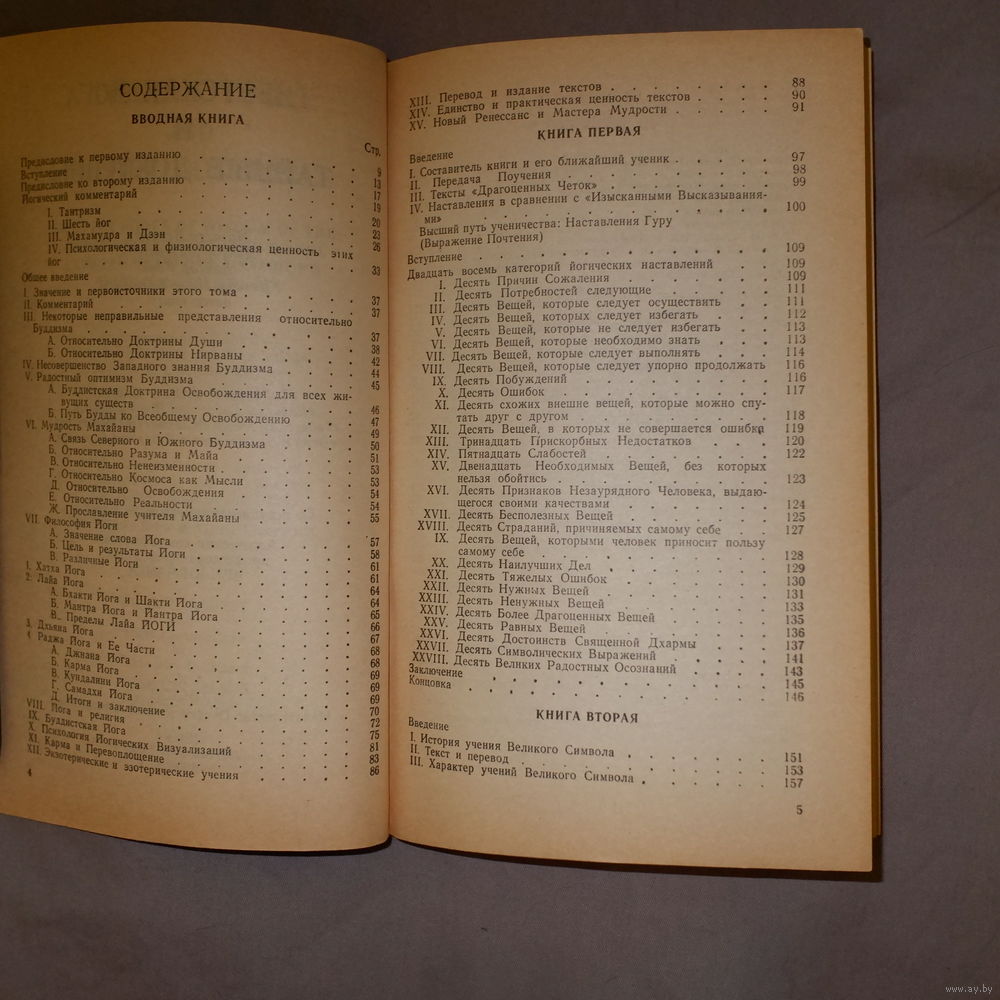 СОДЕРЖАНИЕ
ВВОДНАЯ КНИГА
Стр.
Предисловие к первому изданию . . . . . . . 9
Вступление . . . . . . . 13
Предисловие ко второму изданию . . . . . . . 17
Йогический комментарий . . . . . . . 19
I. Тантризм . . . . . . . 20
II. Шесть йог . . . . . . . 23
III. Махамудра и Дзэн . . . . . . . 26
IV. Психологическая и физиологическая ценность этих
йог . . . . . . . 33
Общее введение
I. Значение и первоисточники этого тома . . . . . . . 37
II. Комментарий . . . . . . . 37
III. Некоторые неправильные представления относительно
Буддизма . . . . . . . 37
А. Относительно Доктрины Души . . . . . . . 38
Б. Относительно Доктрины Нирваны . . . . . . . 42
IV. Несовершенство Западного знания Буддизма . . . . . . . 44
V. Радостный оптимизм Буддизма . . . . . . . 45
А. Буддистская Доктрина Освобождения для всех жи-
вущих существ . . . . . . . 46
Б. Путь Будды ко Всеобщему Освобождению . . . . . . . 47
VI. Мудрость Махайаны . . . . . . . 49
А. Связь Северного и Южного Буддизма . . . . . . . 50
Б. Относительно Разума и Майа . . . . . . . 51
В. Относительно Ненеизменности . . . . . . . 53
Г. Относительно Космоса как Мысли . . . . . . . 53
Д. Относительно Освобождения . . . . . . . 54
Е. Относительно Реальности . . . . . . . 54
Ж. Прославление учителя Махайаны . . . . . . . 55
VII. Философия Йоги
А. Значение слова Йога . . . . . . . 57
Б. Цель и результаты Йоги . . . . . . . 58
В. Различные Йоги . . . . . . . 61
1. Хатха Йога . . . . . . . 61
2. Лайа Йога . . . . . . . 64
А. Бхакти Йога и Шакти Йога . . . . . . . 64
Б. Мантра Йога и Йантра Йога . . . . . . . 65
В. Пределы Лайа ЙОГИ . . . . . . . 66
3. Дхьяна Йога . . . . . . . 67
4. Раджа Йога и Ее Части . . . . . . . 68
А. Джнана Йога . . . . . . . 68
Б. Карма Йога . . . . . . . 69
В. Кундалини Йога . . . . . . . 69
Г. Самадхи Йога . . . . . . . 69
Д. Итоги и заключение . . . . . . . 70
VIII. Йога и религия . . . . . . . 72
IX. Буддистская Йога . . . . . . . 75
X. Психология Йогических Визуализаций . . . . . . . 81
XI. Карма и Перевоплощение . . . . . . . 83
XII. Экзотерические и эзотерические учения . . . . . . . 86
4
XIII. Перевод и издание текстов . . . . . . . 88
XIV. Единство и практическая ценность текстов . . . . 90
XV. Новый Ренессанс и Мастера Мудрости . . . . . 91
КНИГА ПЕРВАЯ
Введение
I. Составитель книги и его ближайший ученик . . . . 97
II. Передача Поучения . . . . . . . 98
III. Тексты «Драгоценных Четок» . . . . . . . 99
IV. Наставления в сравнении с «Изысканными Высказывания-
ми» . . . . . . . 100
Высший путь ученичества: Наставления Гуру
(Выражение Почтения)
Вступление . . . . . . . 109
Двадцать восемь категорий йогических наставлений . . 109
I. Десять Причин Сожаления . . . . . . . 109
II. Десять Потребностей следующие . . . . . 111
III. Десять Вещей, которые следует осуществить . . 111
IV. Десять Вещей, которых следует избегать . . . 112
V. Десять Вещей, которые не следует избегать . . 113
VI. Десять Вещей, которые необходимо знать . . . 113
VII. Десять Вещей, которые следует выполнять . . . 114
VIII. Десять Вещей, которые следует упорно продолжать 116
IX. Десять Побуждений . . . . . . . 116
X. Десять Ошибок . . . . . . . 117
XI. Десять схожих внешне вещей, которые можно спу-
тать друг с другом . . . . . . . 118
XII. Десять Вещей, в которых не совершается ошибка 119
XIII. Тринадцать Прискорбных Недостатков . . . . 120
XIV. Пятнадцать Слабостей . . . . . . . 122
XV. Двенадцать Необходимых Вещей, без которых
нельзя обойтись . . . . . . . 123
XVI. Десять Признаков Незаурядного Человека, выдаю-
щегося своими качествами . . . . . . . 124
XVII. Десять Бесполезных Вещей . . . . . . . 125
XVIII. Десять Страданий, причиняемых самому себе . . 127
IX. Десять Вещей, которыми человек приносит пользу
самому себе . . . . . . . 128
XX. Десять Наилучших Дел . . . . . . . 129
XXI. Десять Тяжелых Ошибок . . . . . . . 130
XXII. Десять Нужных Вещей . . . . . . . 131
XXIII. Десять Ненужных Вещей . . . . . . . 133
XXIV. Десять Более Драгоценных Вещей . . . . . 135
XXV. Десять Равных Вещей . . . . . . . 136
XXVI. Десять Достоинств Священной Дхармы . . . . 137
XXVII. Десять Символических Выражений . . . . 141
XXVIII. Десять Великих Радостных Осознаний . . . . 143
Заключение . . . . . . . 145
Концовка . . . . . . . 146
КНИГА ВТОРАЯ
Введение
I. История учения Великого Символа . . . . . . . 151
II. Текст и перевод . . . . . . . 153
III. Характер учений Великого Символа . . . . . . . 157
5
www.ay.by